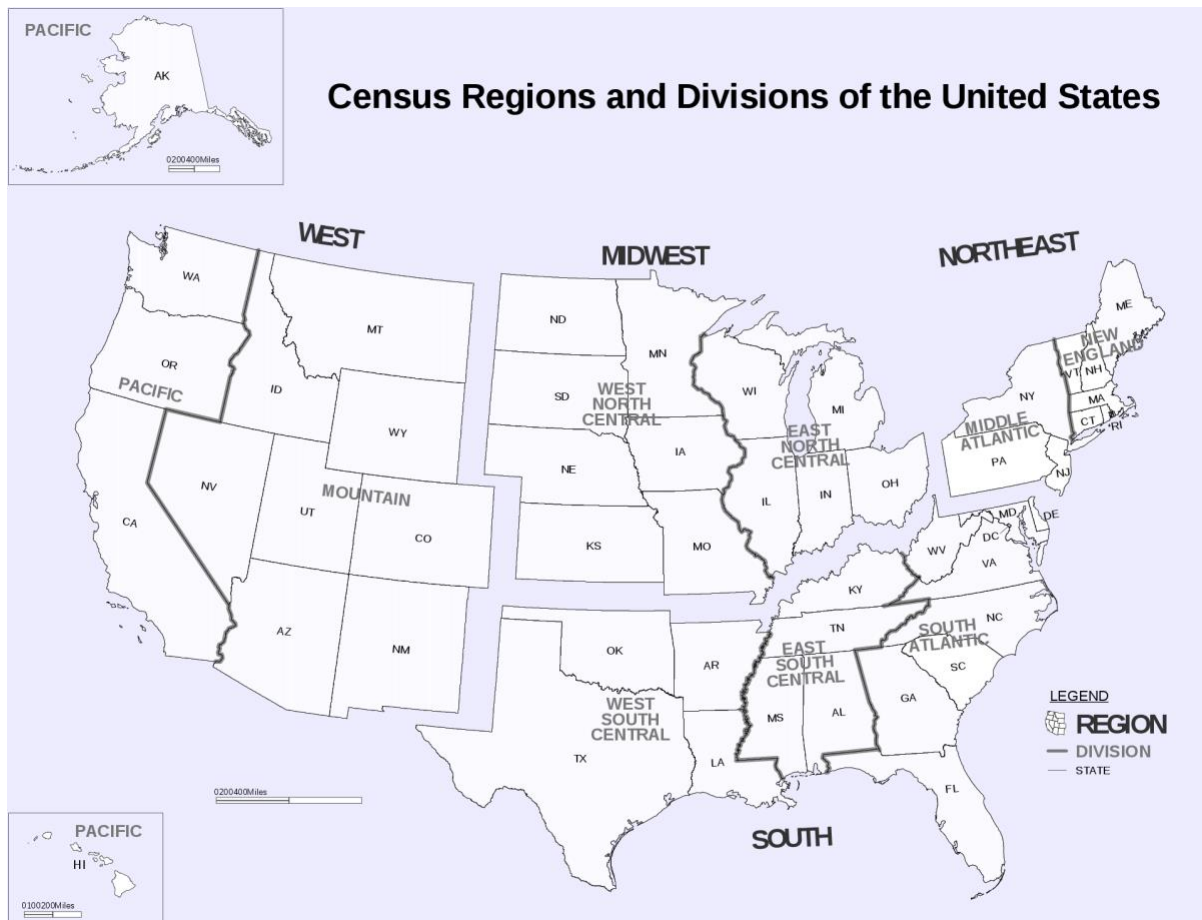 PACIFIC
AK
0200400Miles
Census Regions and Divisions of the United States
WEST
MIDWEST
NORTHEAST
WA
MT
OR
ID
PACIFIC
WY
NV
UT
MOUNTAIN
CA
CO
AZ
NM
ND
MN
SD
WEST
NORTH
CENTRAL
NE
IA
KS
MO
WI
MI
EAST
NORTH
CENTRAL
IL
IN
OH
ME
NEW
ENGLAND
VT
NH
NY
MA
CT
RI
MIDDLE
ATLANTIC
PA
NJ
MD
DE
DC
WV
VA
KY
TN
NC
SOUTH
ATLANTIC
SC
EAST
SOUTH
CENTRAL
MS
AL
GA
FL
OK
AR
WEST
SOUTH
CENTRAL
TX
LA
SOUTH
LEGEND
REGION
DIVISION
STATE
0200400Miles
PACIFIC
HI
0100200Miles